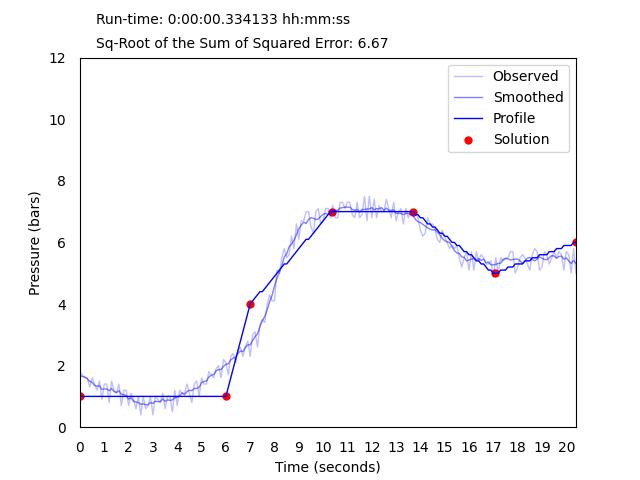 Run-time: 0:00:00.334133 hh:mm:ss
Sq-Root of the Sum of Squared Error: 6.67
12
10
8
6
4
2
0
Pressure (bars)
Observed
Smoothed
Profile
Solution
0 1 2 3 4 5 6 7 8 9 10 11 12 13 14 15 16 17 18 19 20
Time (seconds)